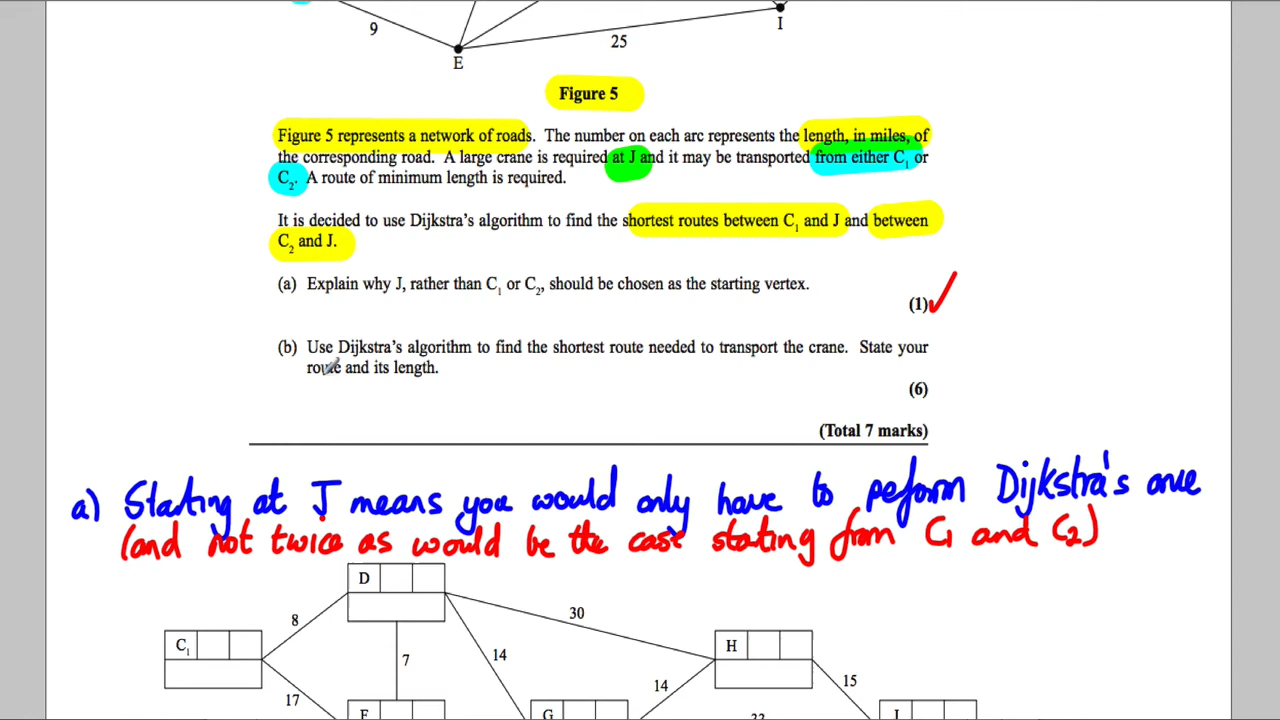 9
25
I
E
Figure 5
Figure 5 represents a network of roads. The number on each arc represents the length, in miles, of
the corresponding road. A large crane is required at J and it may be transported from either C₁ or
C₂. A route of minimum length is required.
It is decided to use Dijkstra's algorithm to find the shortest routes between C₁ and J and between
C₂ and J.
(a) Explain why J, rather than C₁ or C₂, should be chosen as the starting vertex.
(1)
(b) Use Dijkstra's algorithm to find the shortest route needed to transport the crane. State your
route and its length.
(6)
(Total 7 marks)
a) Starting at J means you would only have to peform Dijkstra's once
(and not twice as would be the case stating from C₁ and C₂)
D
8
30
C₁
H
7
14
14
15
17
F
G
22
J